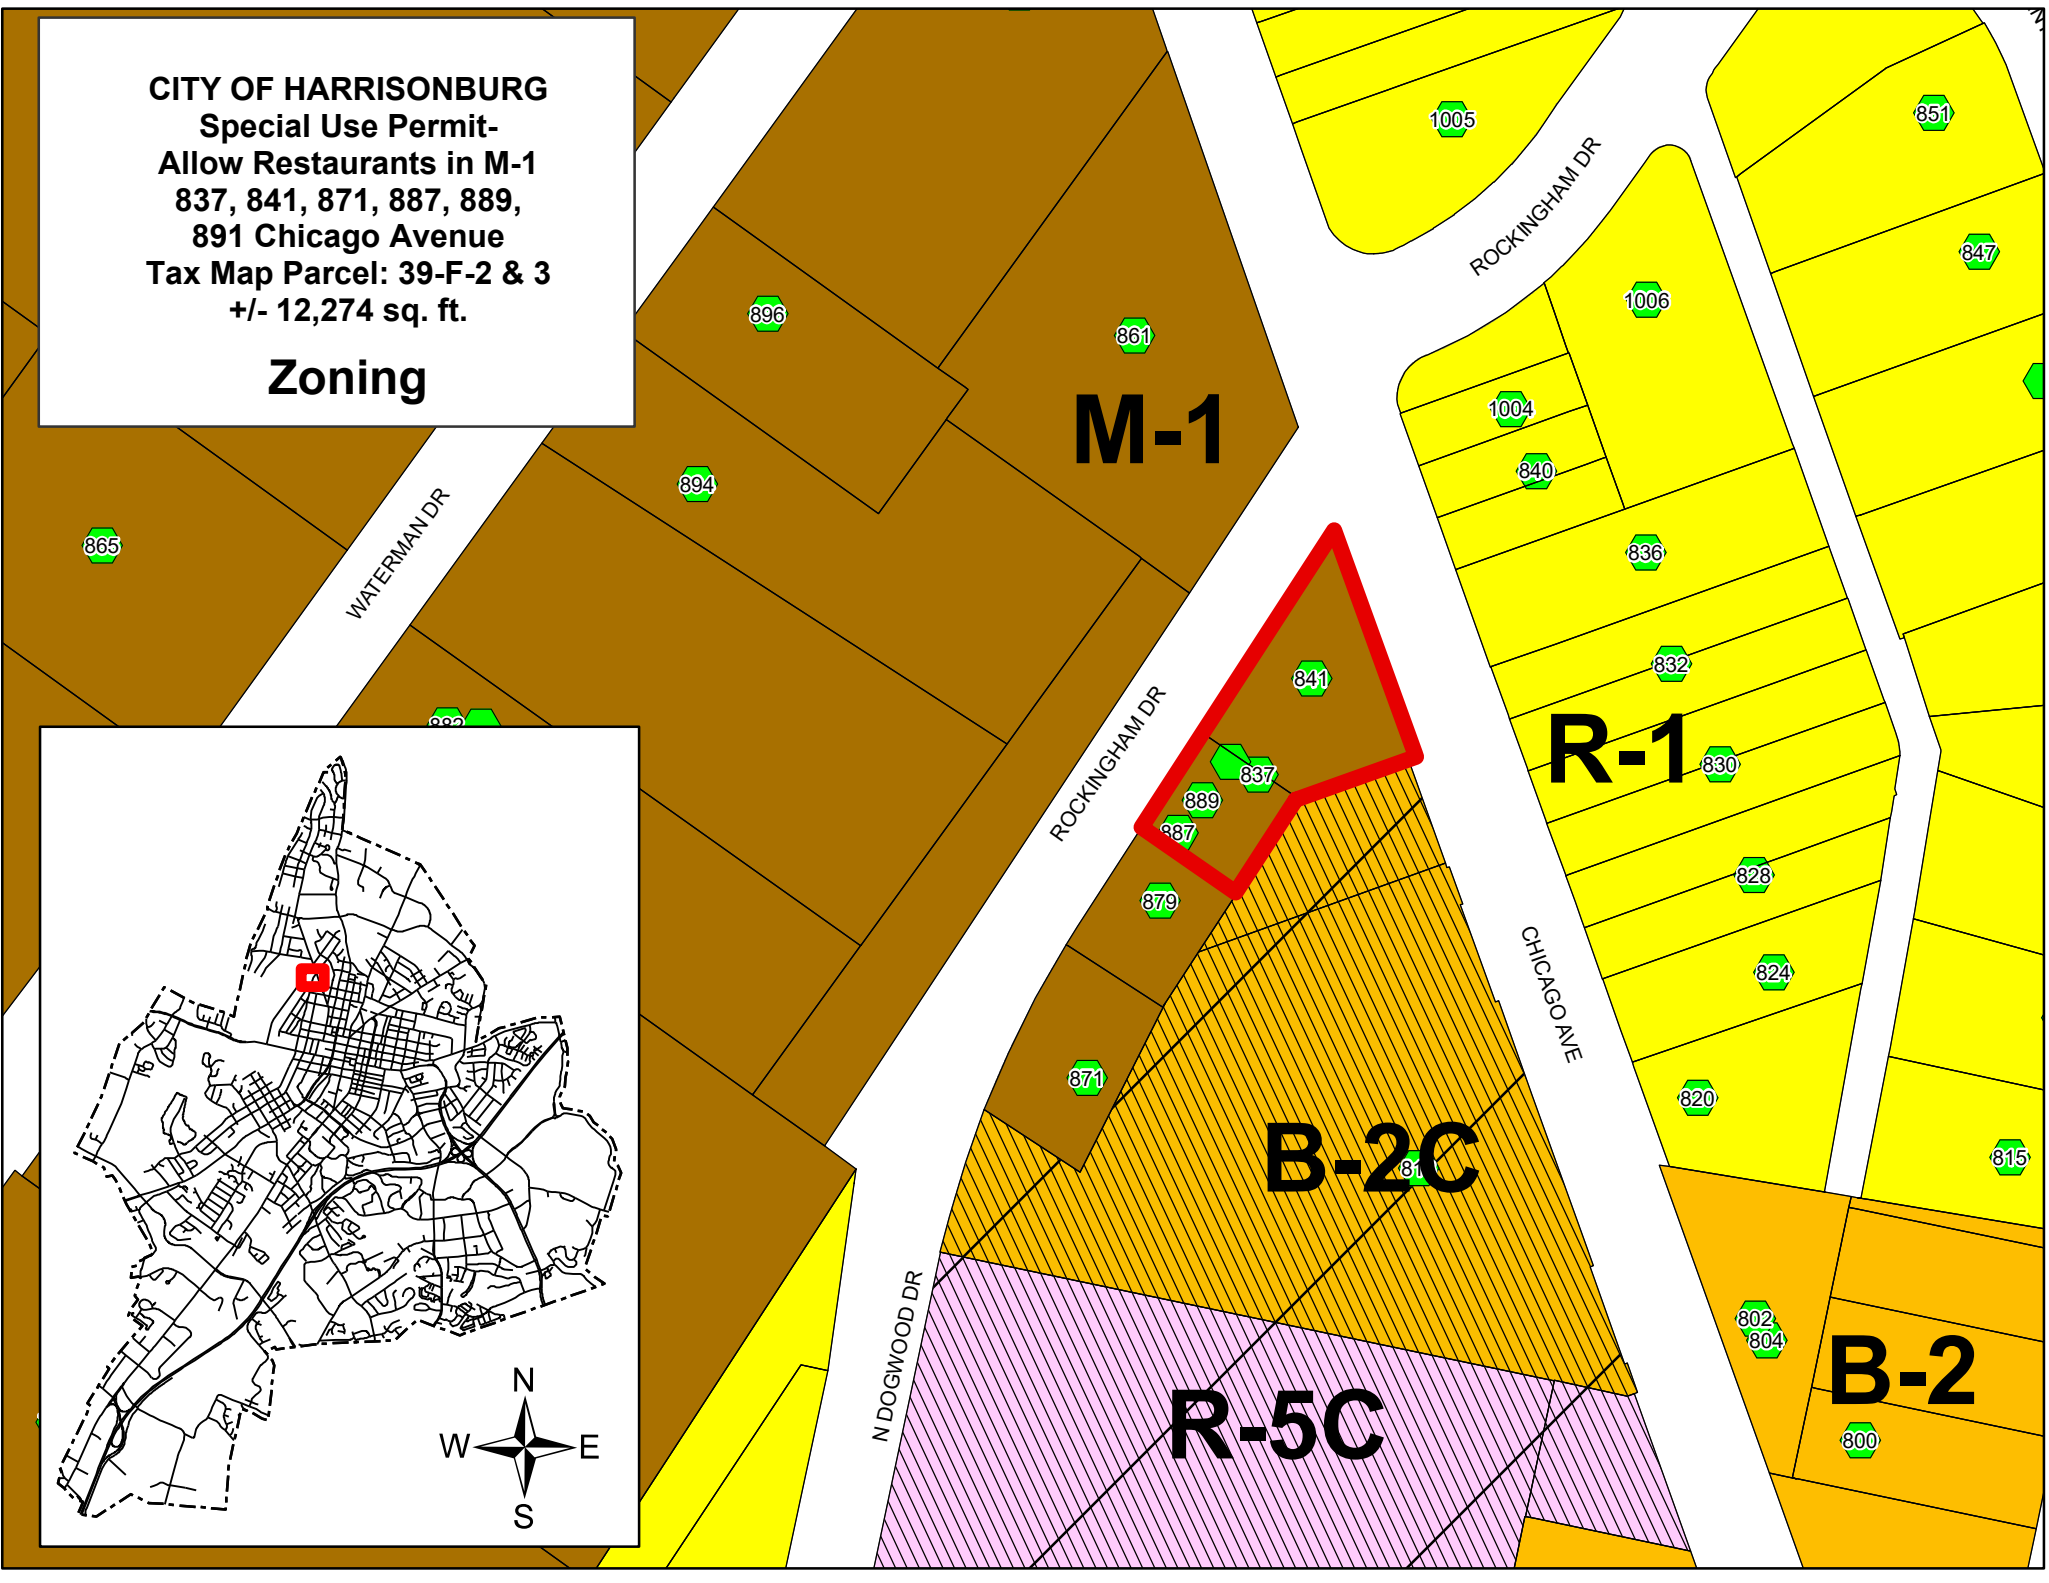 CITY OF HARRISONBURG
Special Use Permit-
Allow Restaurants in M-1
837, 841, 871, 887, 889,
891 Chicago Avenue
Tax Map Parcel: 39-F-2 & 3
+/- 12,274 sq. ft.
Zoning
1005
851
ROCKINGHAM DR
847
1006
896
861
M-1
1004
840
894
WATERMAN DR
865
836
832
841
R-1
830
ROCKINGHAM DR
882
837
889
887
879
828
CHICAGO AVE
824
871
820
B-2C
815
N DOGWOOD DR
802
804
B-2
R-5C
800
N
W
E
S